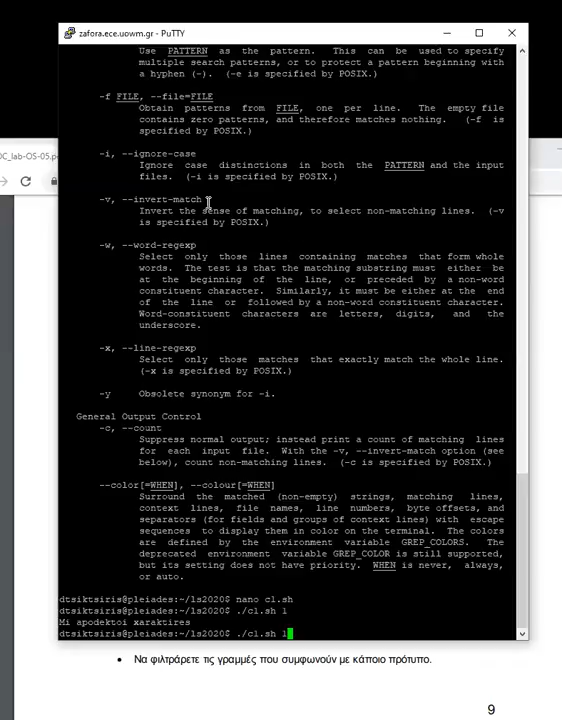 zafora.ece.uowm.gr - PuTTY
Use PATTERN as the pattern. This can be used to specify
multiple search patterns, or to protect a pattern beginning with
a hyphen (-). (-e is specified by POSIX.)
-f FILE, --file=FILE
Obtain patterns from FILE, one per line. The empty file
contains zero patterns, and therefore matches nothing. (-f is
specified by POSIX.)
-i, --ignore-case
Ignore case distinctions in both the PATTERN and the input
files. (-i is specified by POSIX.)
-v, --invert-match
Invert the sense of matching, to select non-matching lines. (-v
is specified by POSIX.)
-w, --word-regexp
Select only those lines containing matches that form whole
words. The test is that the matching substring must either be
at the beginning of the line, or preceded by a non-word
constituent character. Similarly, it must be either at the end
of the line or followed by a non-word constituent character.
Word-constituent characters are letters, digits, and the
underscore.
-x, --line-regexp
Select only those matches that exactly match the whole line.
(-x is specified by POSIX.)
-y Obsolete synonym for -i.
General Output Control
-c, --count
Suppress normal output; instead print a count of matching lines
for each input file. With the -v, --invert-match option (see
below), count non-matching lines. (-c is specified by POSIX.)
--color[=WHEN], --colour[=WHEN]
Surround the matched (non-empty) strings, matching lines,
context lines, file names, line numbers, byte offsets, and
separators (for fields and groups of context lines) with escape
sequences to display them in color on the terminal. The colors
are defined by the environment variable GREP_COLORS. The
deprecated environment variable GREP_COLOR is still supported,
but its setting does not have priority. WHEN is never, always,
or auto.
dtsiktsiris@pleiades:~/ls2020$ nano cl.sh
dtsiktsiris@pleiades:~/ls2020$ ./cl.sh 1
Mi apodektoi xaraktires
dtsiktsiris@pleiades:~/ls2020$ ./cl.sh 1
DC_lab-OS-05.p
• Να φιλτράρετε τις γραμμές που συμφωνούν με κάποιο πρότυπο.
9